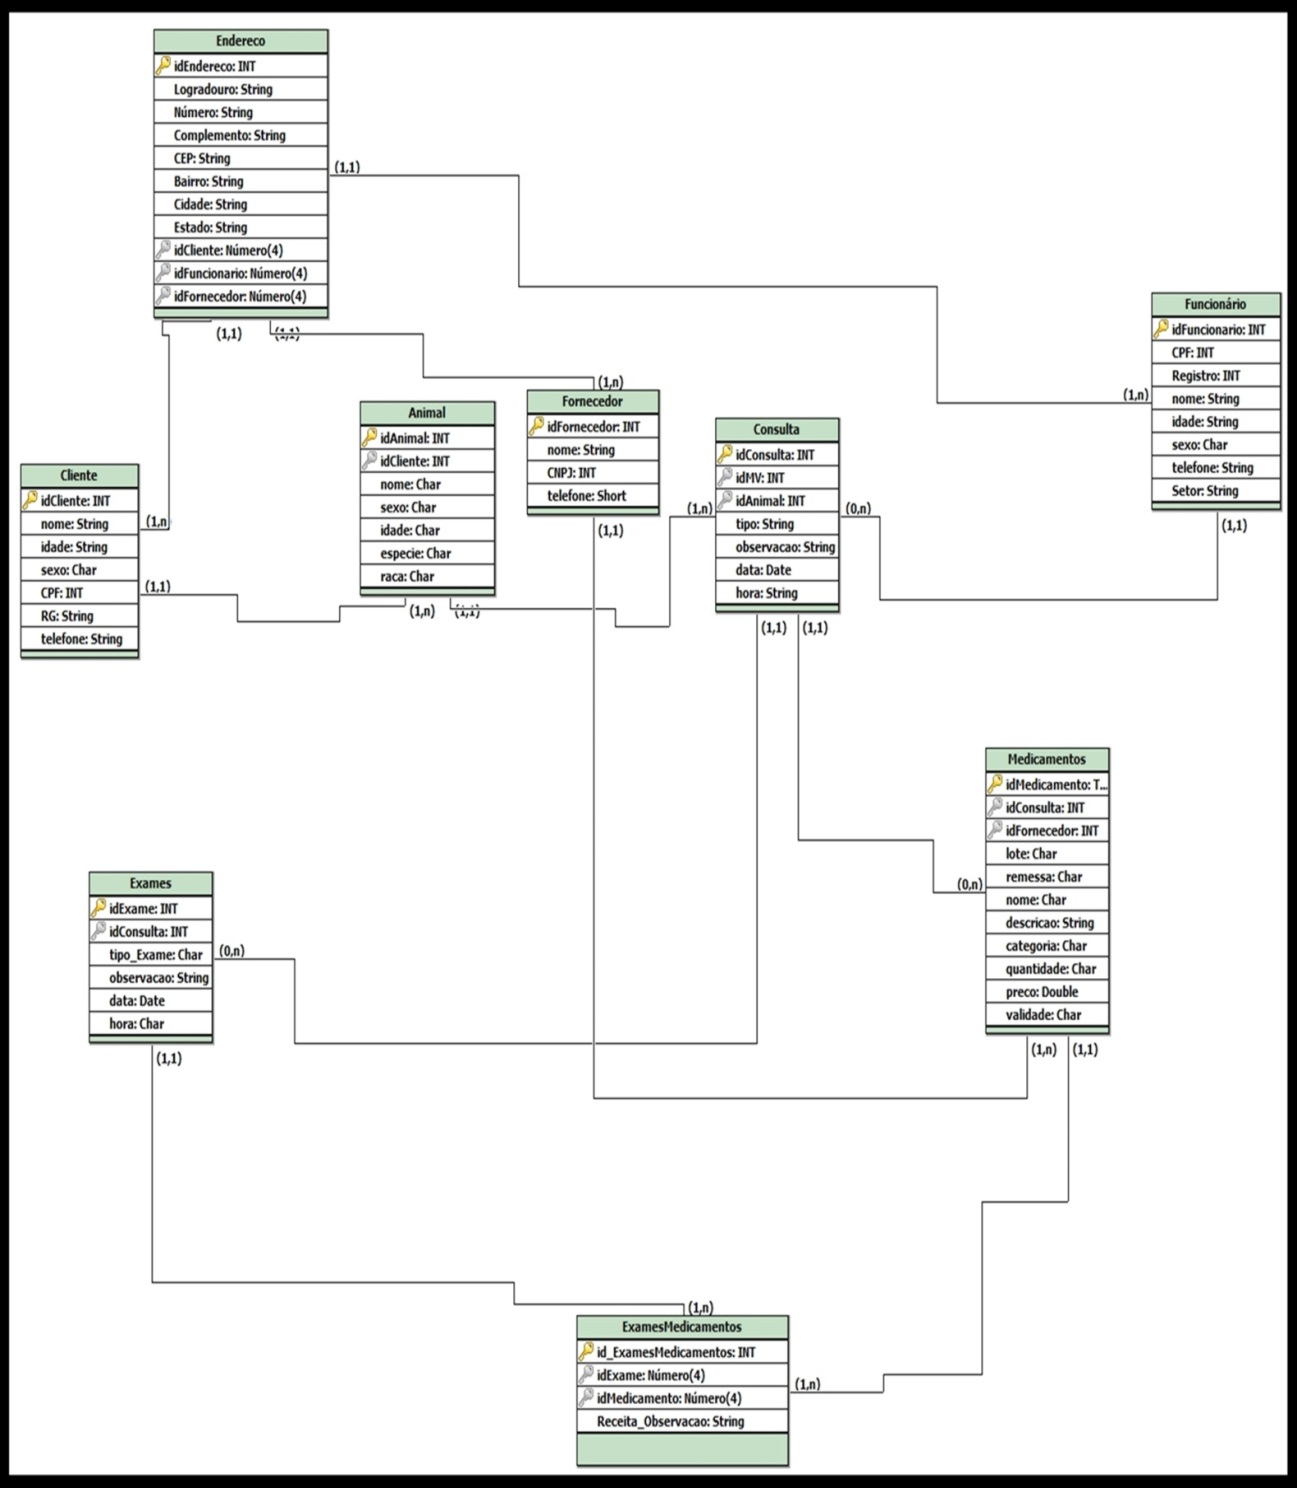 Endereco
idEndereco: INT
Logradouro: String
Número: String
Complemento: String
CEP: String
Bairro: String
Cidade: String
Estado: String
idCliente: Número(4)
idFuncionario: Número(4)
idFornecedor: Número(4)
(1,1)
(1,1)
(1,1)
Funcionário
idFuncionario: INT
CPF: INT
Registro: INT
nome: String
idade: String
sexo: Char
telefone: String
Setor: String
(1,n)
(1,1)
(1,n)
Fornecedor
idFornecedor: INT
nome: String
CNPJ: INT
telefone: Short
(1,1)
Animal
idAnimal: INT
idCliente: INT
nome: Char
sexo: Char
idade: Char
especie: Char
raca: Char
(1,n)
(1,1)
Consulta
idConsulta: INT
idMV: INT
idAnimal: INT
tipo: String
observacao: String
data: Date
hora: String
(1,n)
(0,n)
(1,1)
(1,1)
Cliente
idCliente: INT
nome: String
idade: String
sexo: Char
CPF: INT
RG: String
telefone: String
(1,n)
(1,1)
Medicamentos
idMedicamento: T...
idConsulta: INT
idFornecedor: INT
lote: Char
remessa: Char
nome: Char
descricao: String
categoria: Char
quantidade: Char
preco: Double
validade: Char
(0,n)
(1,n)
(1,1)
Exames
idExame: INT
idConsulta: INT
tipo_Exame: Char
observacao: String
data: Date
hora: Char
(0,n)
(1,1)
(1,n)
ExamesMedicamentos
id_ExamesMedicamentos: INT
idExame: Número(4)
idMedicamento: Número(4)
Receita_Observacao: String
(1,n)